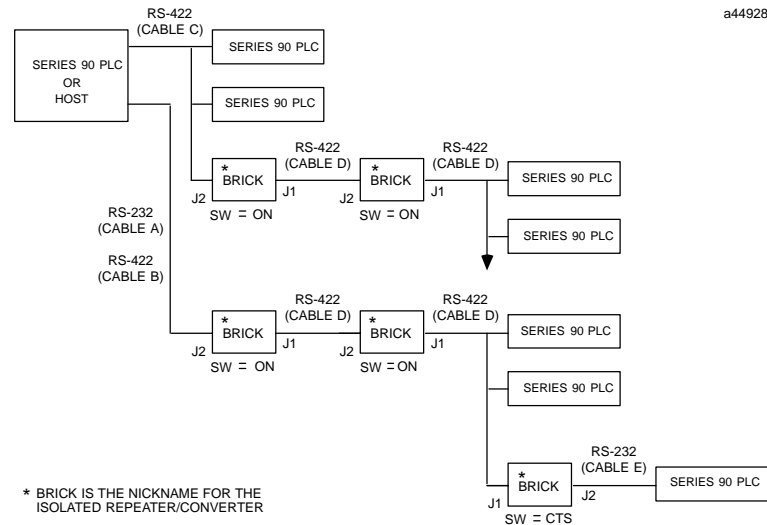 a44928
RS-422
(CABLE C)
SERIES 90 PLC
OR
HOST
SERIES 90 PLC
SERIES 90 PLC
RS-422
(CABLE D)
RS-422
(CABLE D)
*
BRICK
*
BRICK
J2
J1
J2
J1
SW = ON
SW = ON
SERIES 90 PLC
SERIES 90 PLC
RS-232
(CABLE A)
RS-422
(CABLE B)
RS-422
(CABLE D)
RS-422
(CABLE D)
*
BRICK
*
BRICK
J2
J1
J2
J1
SW = ON
SW = ON
SERIES 90 PLC
SERIES 90 PLC
RS-232
(CABLE E)
*
BRICK
J1
J2
SW = CTS
SERIES 90 PLC
* BRICK IS THE NICKNAME FOR THE
ISOLATED REPEATER/CONVERTER